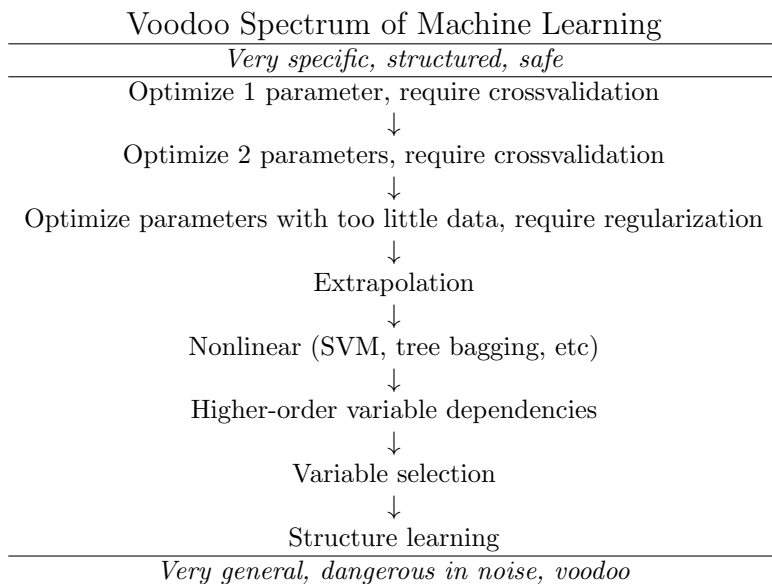 Voodoo Spectrum of Machine Learning
Very specific, structured, safe
Optimize 1 parameter, require crossvalidation
↓
Optimize 2 parameters, require crossvalidation
↓
Optimize parameters with too little data, require regularization
↓
Extrapolation
↓
Nonlinear (SVM, tree bagging, etc)
↓
Higher-order variable dependencies
↓
Variable selection
↓
Structure learning
Very general, dangerous in noise, voodoo